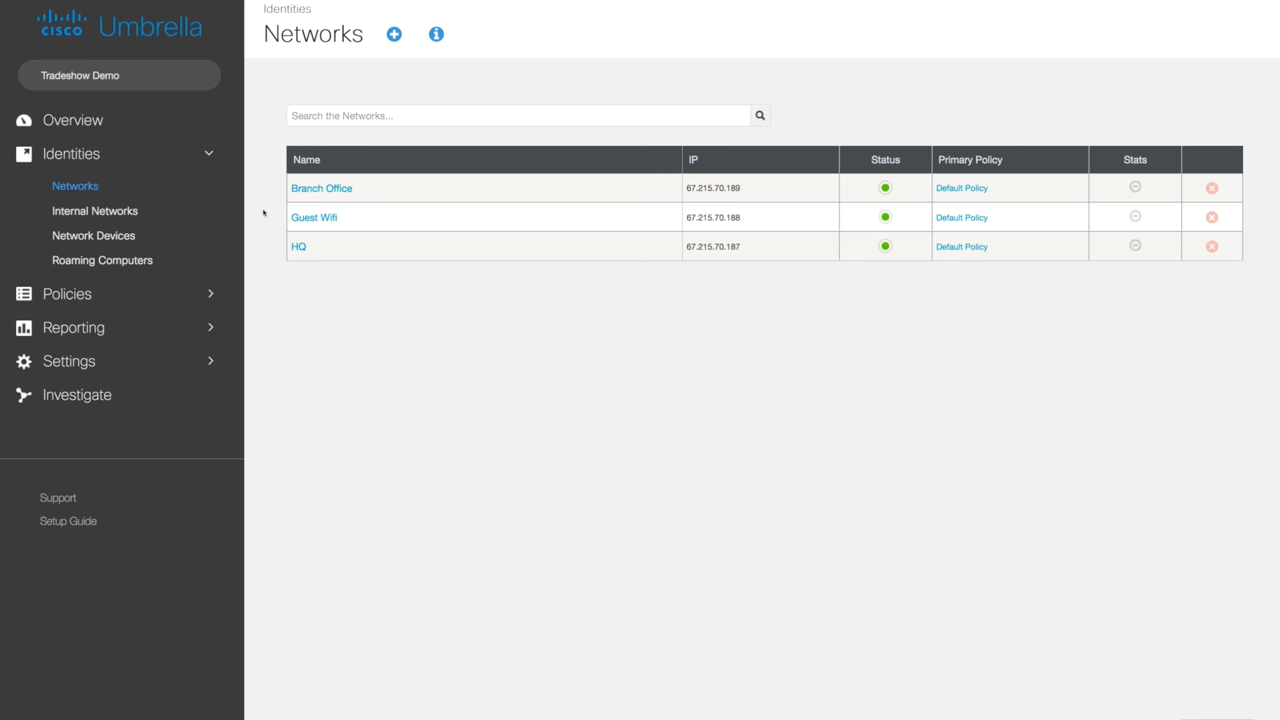 cisco Umbrella
Tradeshow Demo
Overview
Identities
Networks
Internal Networks
Network Devices
Roaming Computers
Policies
Reporting
Settings
Investigate
Support
Setup Guide
Identities
Networks
Search the Networks...
Name IP Status Primary Policy Stats
Branch Office 67.215.70.189 Default Policy
Guest Wifi 67.215.70.188 Default Policy
HQ 67.215.70.187 Default Policy